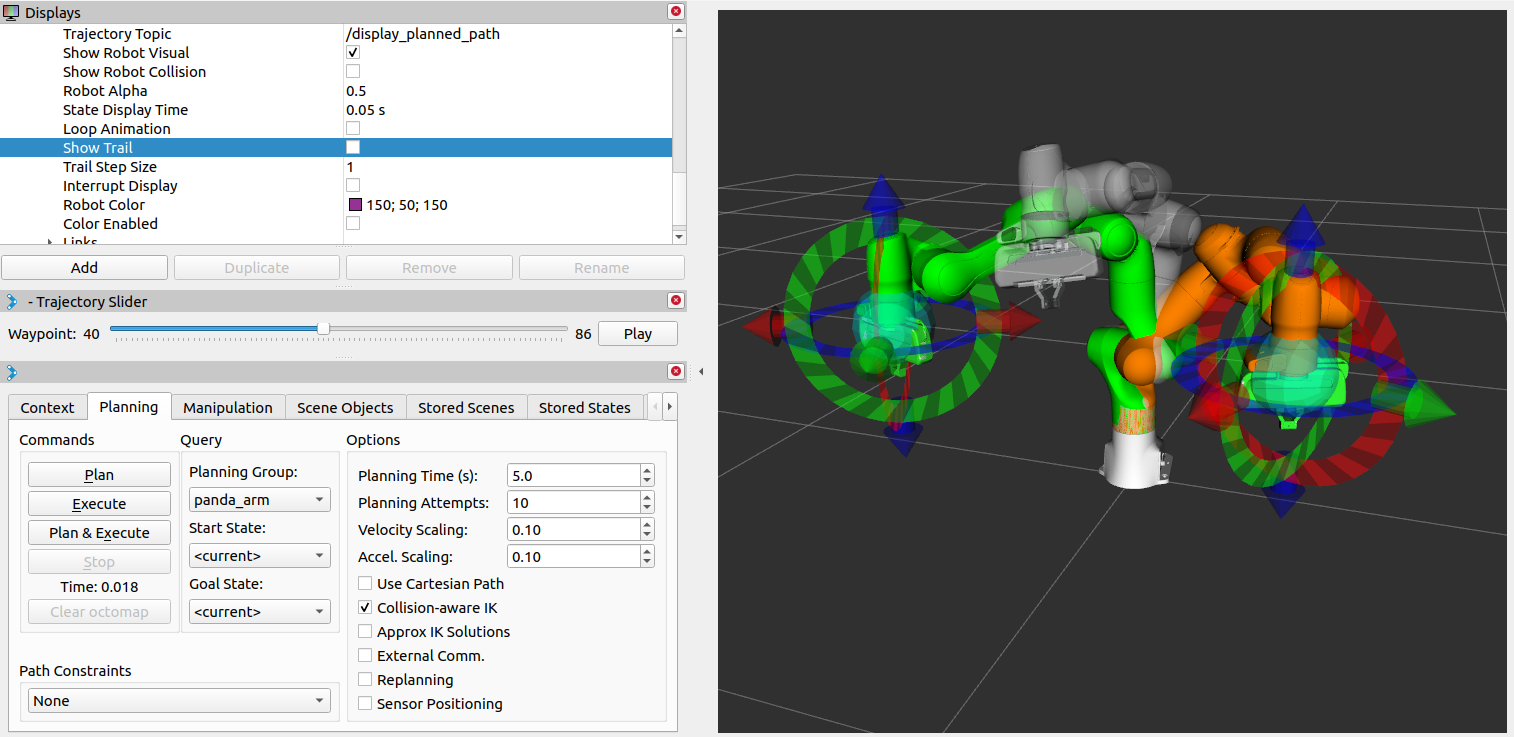 Displays
Trajectory Topic /display_planned_path
Show Robot Visual
Show Robot Collision
Robot Alpha 0.5
State Display Time 0.05 s
Loop Animation
Show Trail
Trail Step Size 1
Interrupt Display
Robot Color 150; 50; 150
Color Enabled
Links
Add Duplicate Remove Rename
- Trajectory Slider
Waypoint: 40 86 Play
Context Planning Manipulation Scene Objects Stored Scenes Stored States
Commands
Plan
Execute
Plan & Execute
Stop
Time: 0.018
Clear octomap
Query
Planning Group:
panda_arm
Start State:
<current>
Goal State:
<current>
Options
Planning Time (s): 5.0
Planning Attempts: 10
Velocity Scaling: 0.10
Accel. Scaling: 0.10
Use Cartesian Path
Collision-aware IK
Approx IK Solutions
External Comm.
Replanning
Sensor Positioning
Path Constraints
None